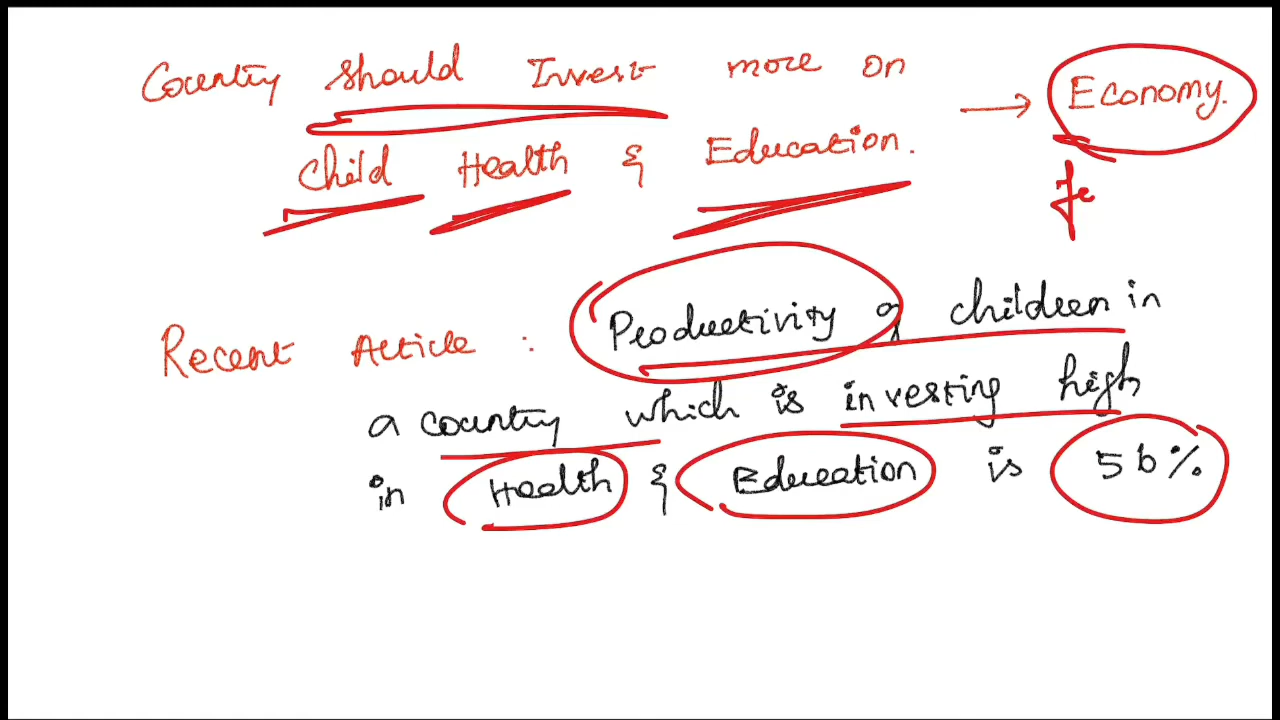 Country should Invest more on
→ Economy.
Child Health & Education.
Recent Article : Productivity of children in
a country which is investing high
in Health & Education is 56%